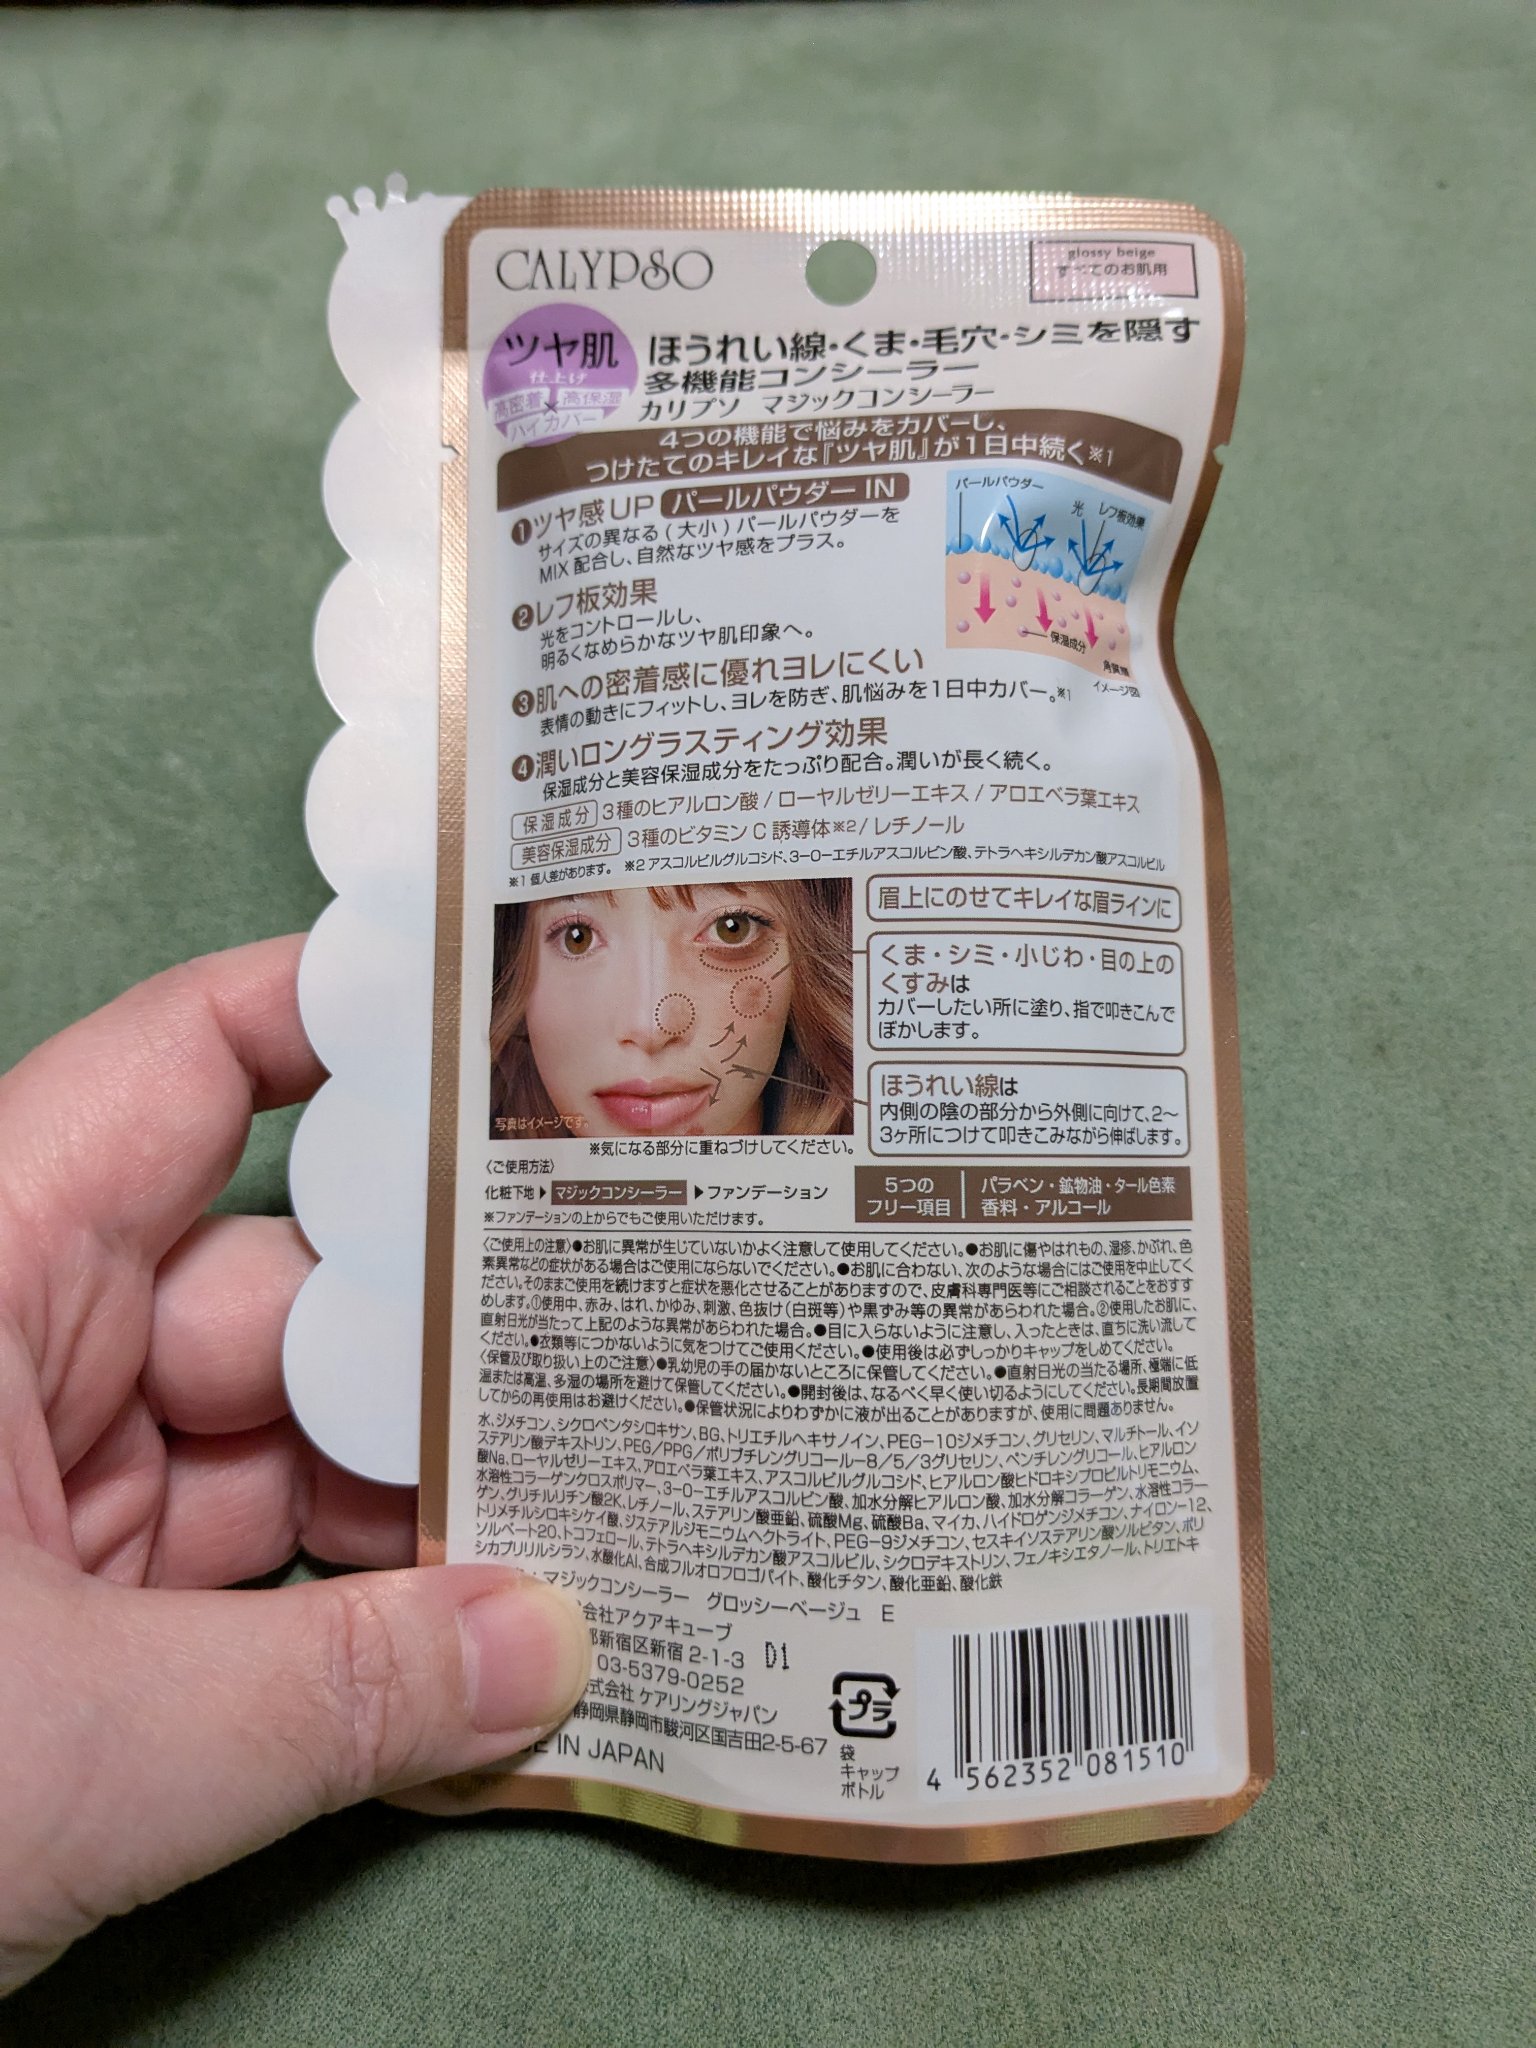 CALYPSO
glossy beige
すべてのお肌用
ツヤ肌
仕上げ
高密着×高保湿
ハイカバー
ほうれい線・くま・毛穴・シミを隠す
多機能コンシーラー
カリプソ マジックコンシーラー
4つの機能で悩みをカバーし、
つけたてのキレイな『ツヤ肌』が1日中続く※1
❶ツヤ感UP パールパウダーIN
サイズの異なる(大小)パールパウダーを
MIX配合し、自然なツヤ感をプラス。
❷レフ板効果
光をコントロールし、
明るくなめらかなツヤ肌印象へ。
パールパウダー
光 レフ板効果
保湿成分
角質層
イメージ図
❸肌への密着感に優れヨレにくい
表情の動きにフィットし、ヨレを防ぎ、肌悩みを1日中カバー。※1
❹潤いロングラスティング効果
保湿成分と美容保湿成分をたっぷり配合。潤いが長く続く。
保湿成分 3種のヒアルロン酸/ローヤルゼリーエキス/アロエベラ葉エキス
美容保湿成分 3種のビタミンC誘導体※2/レチノール
※1 個人差があります。 ※2 アスコルビルグルコシド、3-O-エチルアスコルビン酸、テトラヘキシルデカン酸アスコルビル
眉上にのせてキレイな眉ラインに
くま・シミ・小じわ・目の上の
くすみは
カバーしたい所に塗り、指で叩きこんで
ぼかします。
ほうれい線は
内側の陰の部分から外側に向けて、2〜
3ヶ所につけて叩きこみながら伸ばします。
写真はイメージです。
※気になる部分に重ねづけしてください。
〈ご使用方法〉
化粧下地▶マジックコンシーラー▶ファンデーション
※ファンデーションの上からでもご使用いただけます。
5つの
フリー項目
パラベン・鉱物油・タール色素
香料・アルコール
〈ご使用上の注意〉●お肌に異常が生じていないかよく注意して使用してください。●お肌に傷やはれもの、湿疹、かぶれ、色
素異常などの症状がある場合はご使用にならないでください。●お肌に合わない、次のような場合にはご使用を中止してく
ださい。そのままご使用を続けますと症状を悪化させることがありますので、皮膚科専門医等にご相談されることをおすす
めします。①使用中、赤み、はれ、かゆみ、刺激、色抜け(白斑等)や黒ずみ等の異常があらわれた場合。②使用したお肌に、
直射日光が当たって上記のような異常があらわれた場合。●目に入らないように注意し、入ったときは、直ちに洗い流して
ください。●衣類等につかないように気をつけてご使用ください。●使用後は必ずしっかりキャップをしめてください。
〈保管及び取り扱い上のご注意〉●乳幼児の手の届かないところに保管してください。●直射日光の当たる場所、極端に低
温または高温、多湿の場所を避けて保管してください。●開封後は、なるべく早く使い切るようにしてください。長期間放置
してからの再使用はお避けください。●保管状況によりわずかに液が出ることがありますが、使用に問題ありません。
水、ジメチコン、シクロペンタシロキサン、BG、トリエチルヘキサノイン、PEG-10ジメチコン、グリセリン、マルチトール、イソ
ステアリン酸デキストリン、PEG/PPG/ポリブチレングリコール-8/5/3グリセリン、ペンチレングリコール、ヒアルロン
酸Na、ローヤルゼリーエキス、アロエベラ葉エキス、アスコルビルグルコシド、ヒアルロン酸ヒドロキシプロピルトリモニウム、
水溶性コラーゲンクロスポリマー、3-O-エチルアスコルビン酸、加水分解ヒアルロン酸、加水分解コラーゲン、水溶性コラー
ゲン、グリチルリチン酸2K、レチノール、ステアリン酸亜鉛、硫酸Mg、硫酸Ba、マイカ、ハイドロゲンジメチコン、ナイロン-12、
トリメチルシロキシケイ酸、ジステアルジモニウムヘクトライト、PEG-9ジメチコン、セスキイソステアリン酸ソルビタン、ポリ
ソルベート20、トコフェロール、テトラヘキシルデカン酸アスコルビル、シクロデキストリン、フェノキシエタノール、トリエトキ
シカプリリルシラン、水酸化Al、合成フルオロフロゴパイト、酸化チタン、酸化亜鉛、酸化鉄
・マジックコンシーラー グロッシーベージュ E
会社アクアキューブ
新宿区新宿2-1-3 D1
03-5379-0252
式会社 ケアリングジャパン
静岡県静岡市駿河区国吉田2-5-67
IN JAPAN
プラ
袋
キャップ
ボトル
4 562352 081510